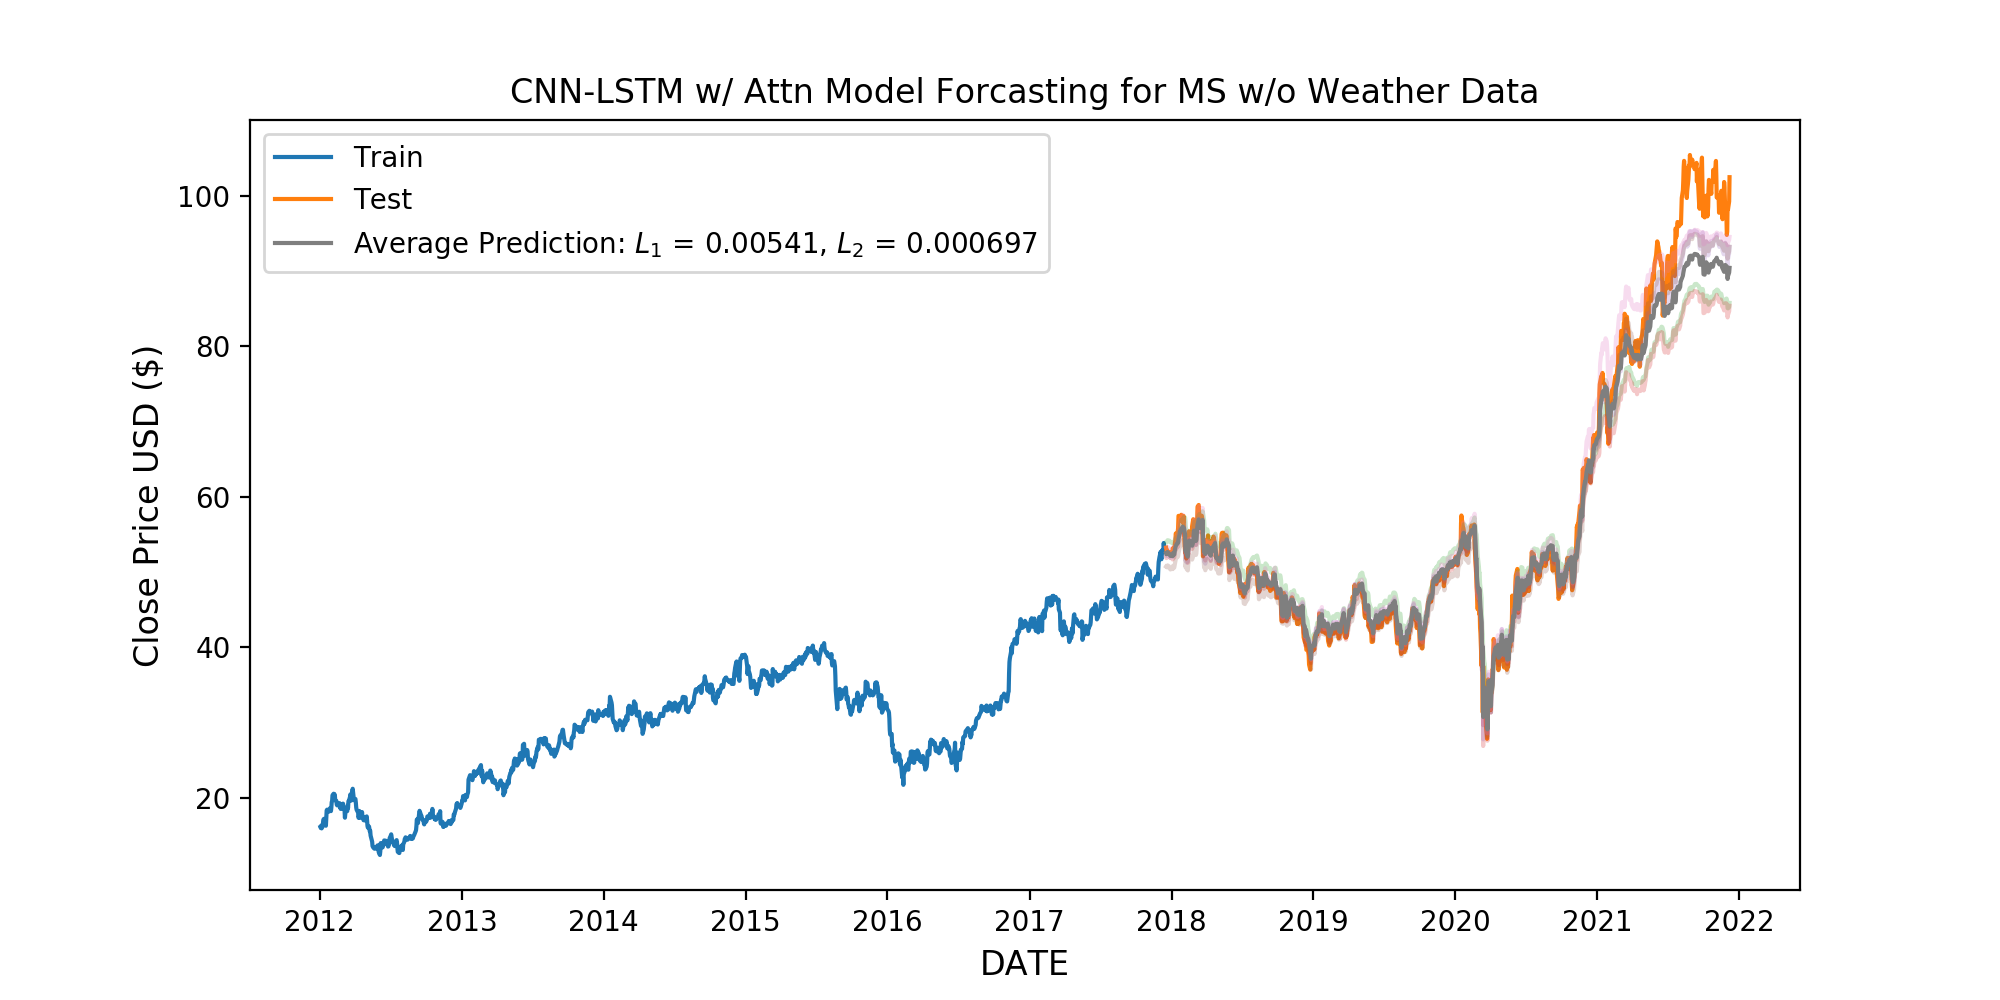 CNN-LSTM w/ Attn Model Forcasting for MS w/o Weather Data
Train
Test
Average Prediction: L₁ = 0.00541, L₂ = 0.000697
Close Price USD ($)
100
80
60
40
20
2012 2013 2014 2015 2016 2017 2018 2019 2020 2021 2022
DATE